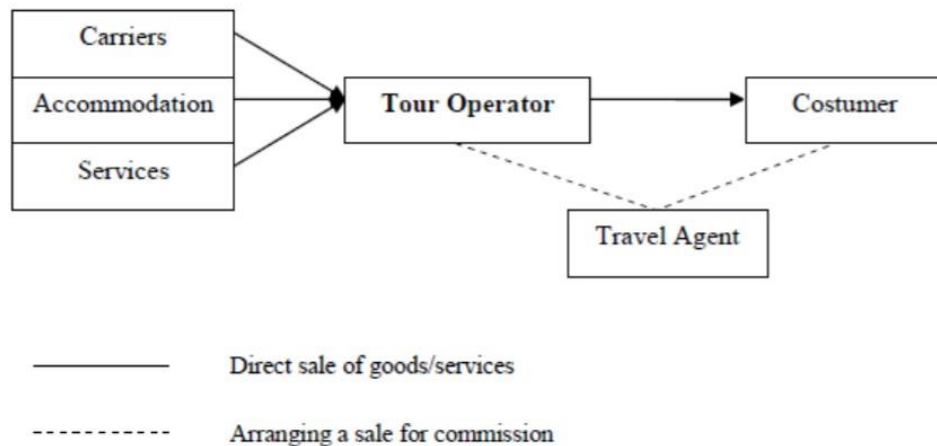 Carriers
Accommodation
Services
Tour Operator
Costumer
Travel Agent
Direct sale of goods/services
Arranging a sale for commission